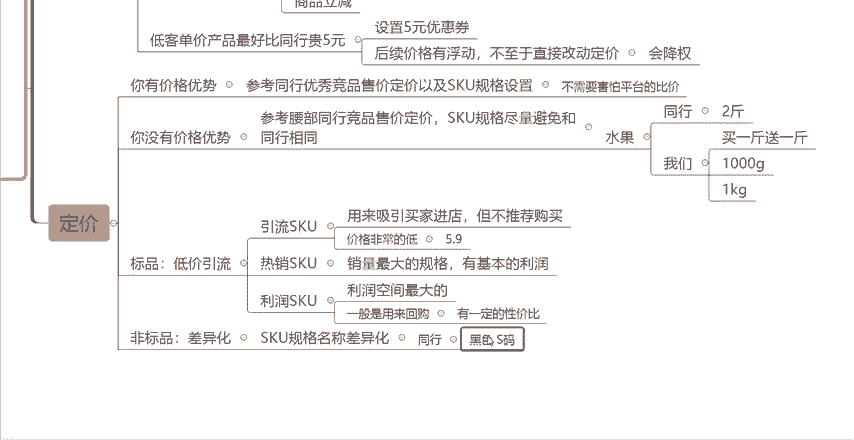 商品立减
低客单价产品最好比同行贵5元
设置5元优惠券
后续价格有浮动，不至于直接改动定价
会降权
你有价格优势
参考同行优秀竞品售价定价以及SKU规格设置
不需要害怕平台的比价
你没有价格优势
参考腰部同行竞品售价定价，SKU规格尽量避免和
同行相同
水果
同行
2斤
我们
买一斤送一斤
1000g
1kg
定价
标品：低价引流
引流SKU
用来吸引买家进店，但不推荐购买
价格非常的低
5.9
热销SKU
销量最大的规格，有基本的利润
利润SKU
利润空间最大的
一般是用来回购
有一定的性价比
非标品：差异化
SKU规格名称差异化
同行
黑色 S码